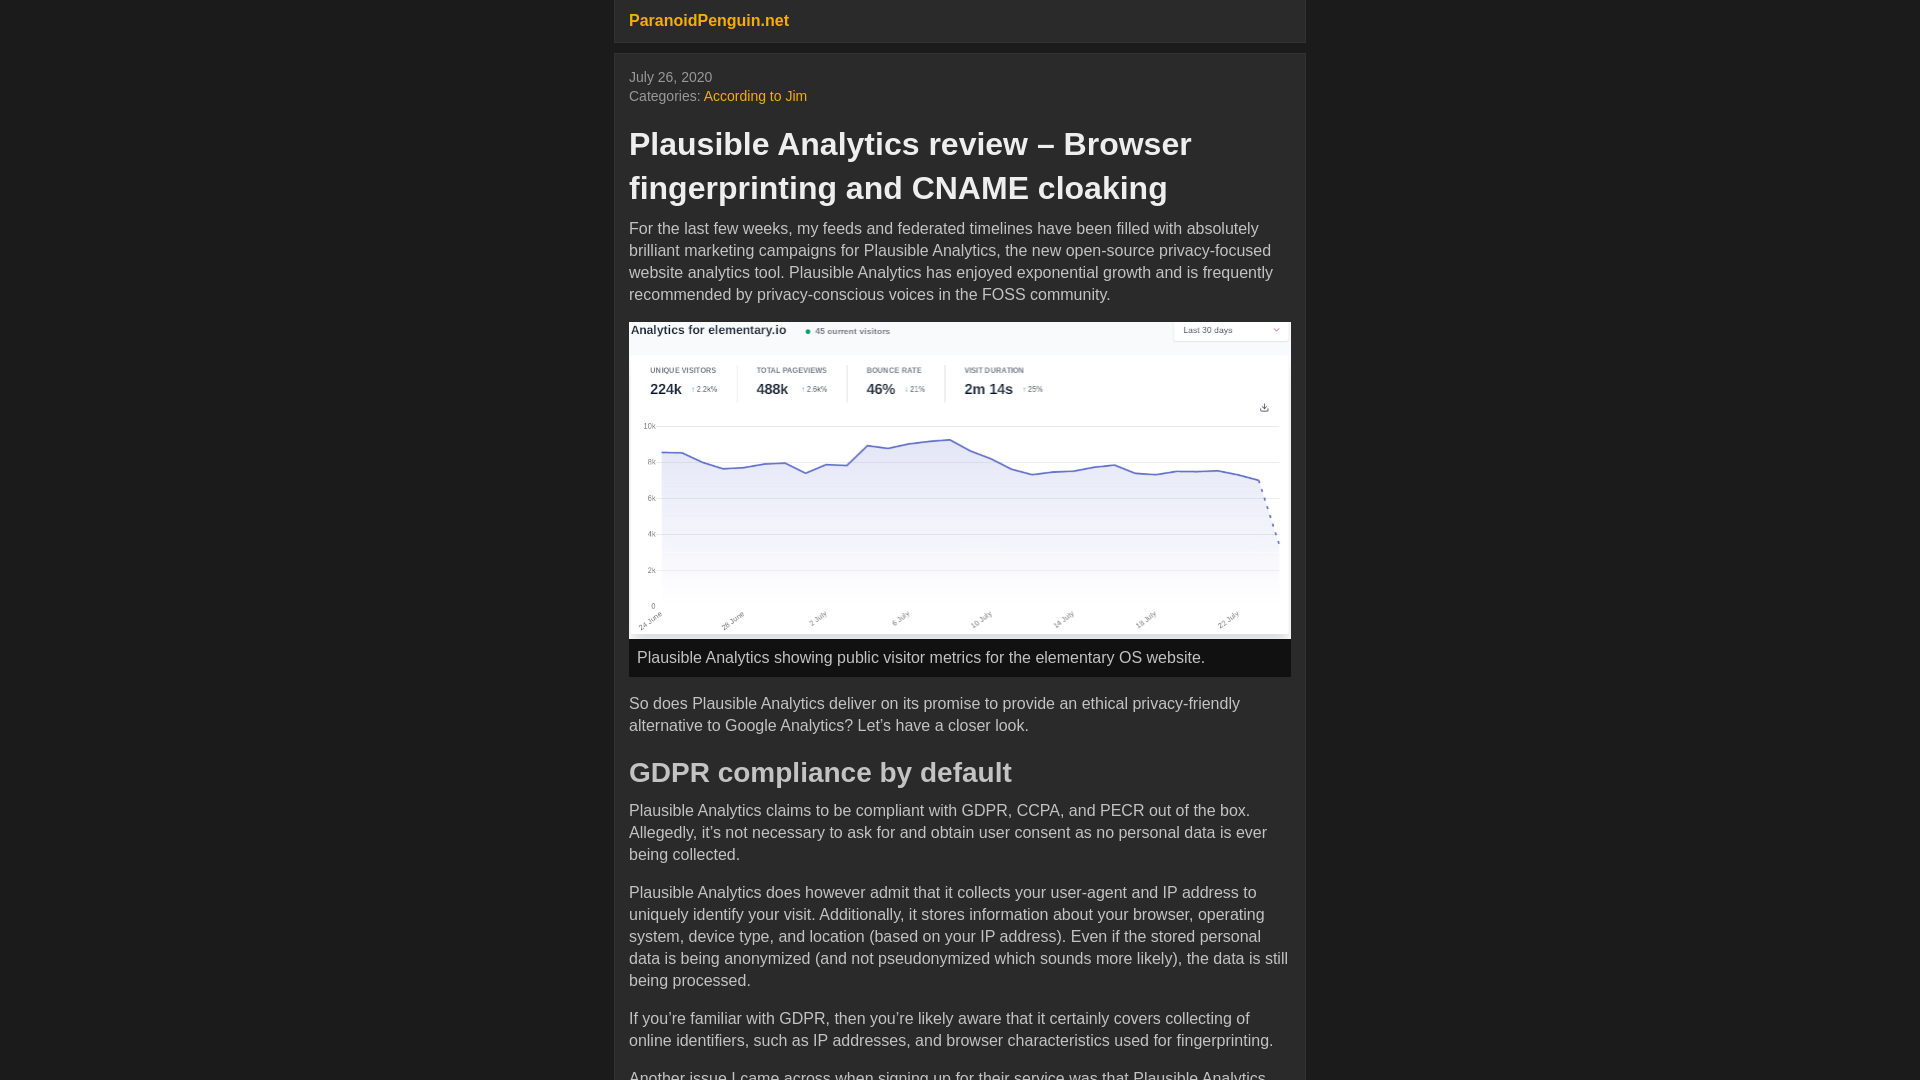 ParanoidPenguin.net
July 26, 2020
Categories: According to Jim
Plausible Analytics review – Browser
fingerprinting and CNAME cloaking
For the last few weeks, my feeds and federated timelines have been filled with absolutely
brilliant marketing campaigns for Plausible Analytics, the new open-source privacy-focused
website analytics tool. Plausible Analytics has enjoyed exponential growth and is frequently
recommended by privacy-conscious voices in the FOSS community.
Analytics for elementary.io 45 current visitors Last 30 days
UNIQUE VISITORS TOTAL PAGEVIEWS BOUNCE RATE VISIT DURATION
224k ↑ 2.2k% 488k ↑ 2.6k% 46% ↓ 21% 2m 14s ↑ 25%
10k
8k
6k
4k
2k
0
24 June 28 June 2 July 6 July 10 July 14 July 18 July 22 July
Plausible Analytics showing public visitor metrics for the elementary OS website.
So does Plausible Analytics deliver on its promise to provide an ethical privacy-friendly
alternative to Google Analytics? Let’s have a closer look.
GDPR compliance by default
Plausible Analytics claims to be compliant with GDPR, CCPA, and PECR out of the box.
Allegedly, it’s not necessary to ask for and obtain user consent as no personal data is ever
being collected.
Plausible Analytics does however admit that it collects your user-agent and IP address to
uniquely identify your visit. Additionally, it stores information about your browser, operating
system, device type, and location (based on your IP address). Even if the stored personal
data is being anonymized (and not pseudonymized which sounds more likely), the data is still
being processed.
If you’re familiar with GDPR, then you’re likely aware that it certainly covers collecting of
online identifiers, such as IP addresses, and browser characteristics used for fingerprinting.
Another issue I came across when signing up for their service was that Plausible Analytics